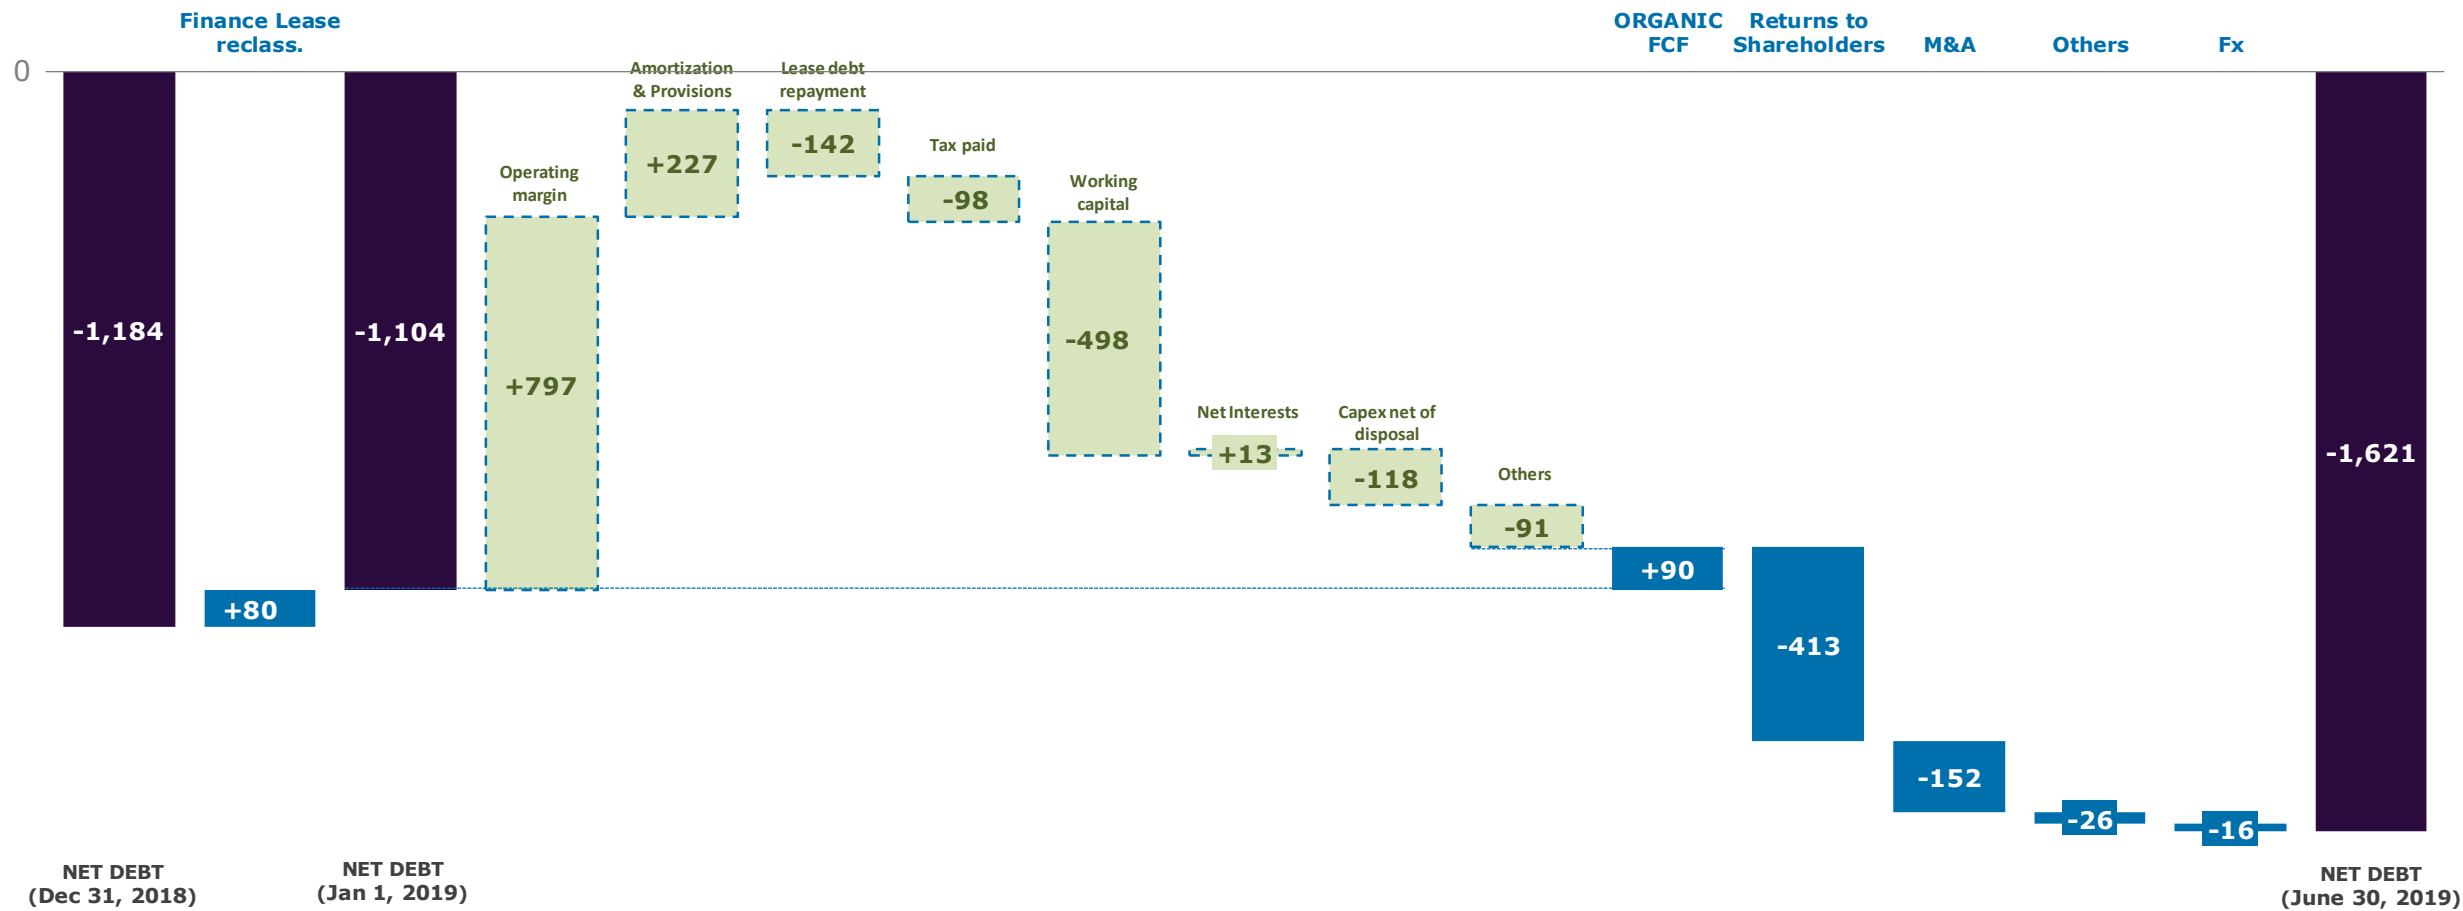 Finance Lease
reclass.
ORGANIC
FCF
Returns to
Shareholders
M&A
Others
Fx
0
Amortization
& Provisions
Lease debt
repayment
Tax paid
Operating
margin
Working
capital
Net Interests
Capex net of
disposal
Others
-1,184
+80
-1,104
+797
+227
-142
-98
-498
+13
-118
-91
+90
-413
-152
-26
-16
-1,621
NET DEBT
(Dec 31, 2018)
NET DEBT
(Jan 1, 2019)
NET DEBT
(June 30, 2019)